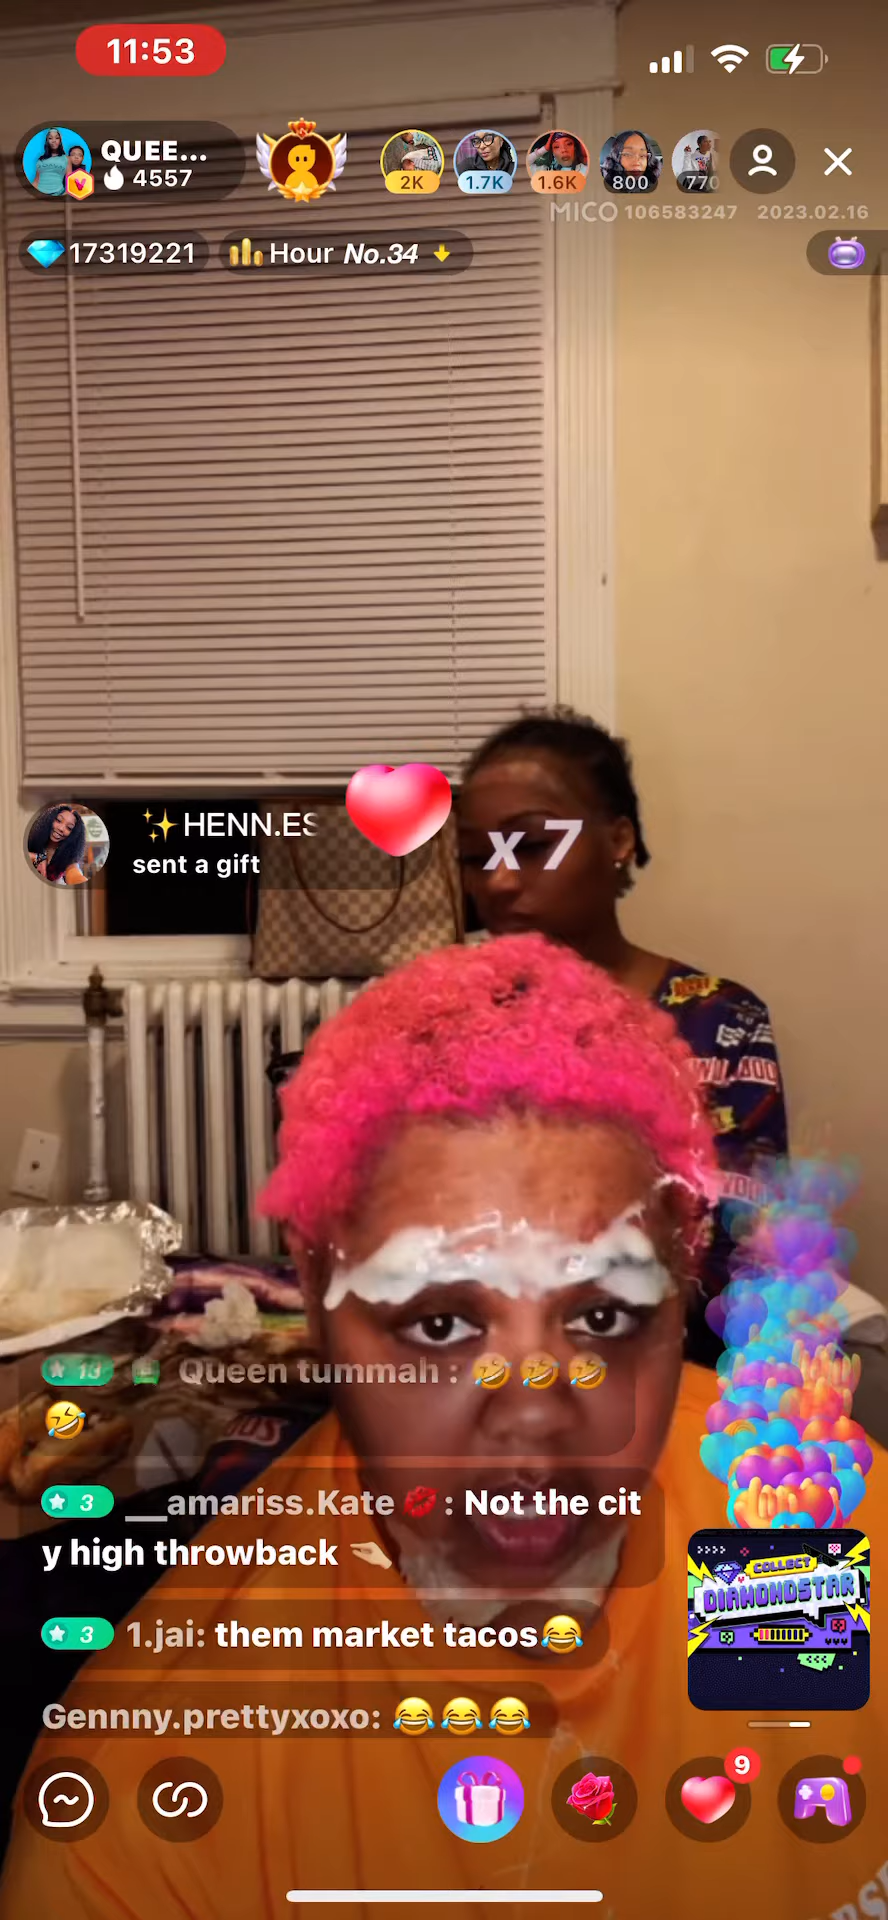 11:53
QUEE...
4557
2K
1.7K
1.6K
800
770
MICO 106583247 2023.02.16
17319221
Hour No.34
✨HENN.ES
sent a gift
x 7
10 Queen tummah : 🤣🤣🤣
🤣
3 __amariss.Kate 💋 : Not the cit
y high throwback 🫳
3 1.jai: them market tacos😂
Gennny.prettyxoxo: 😂😂😂
COLLECT
DIAMONDSTAR
9